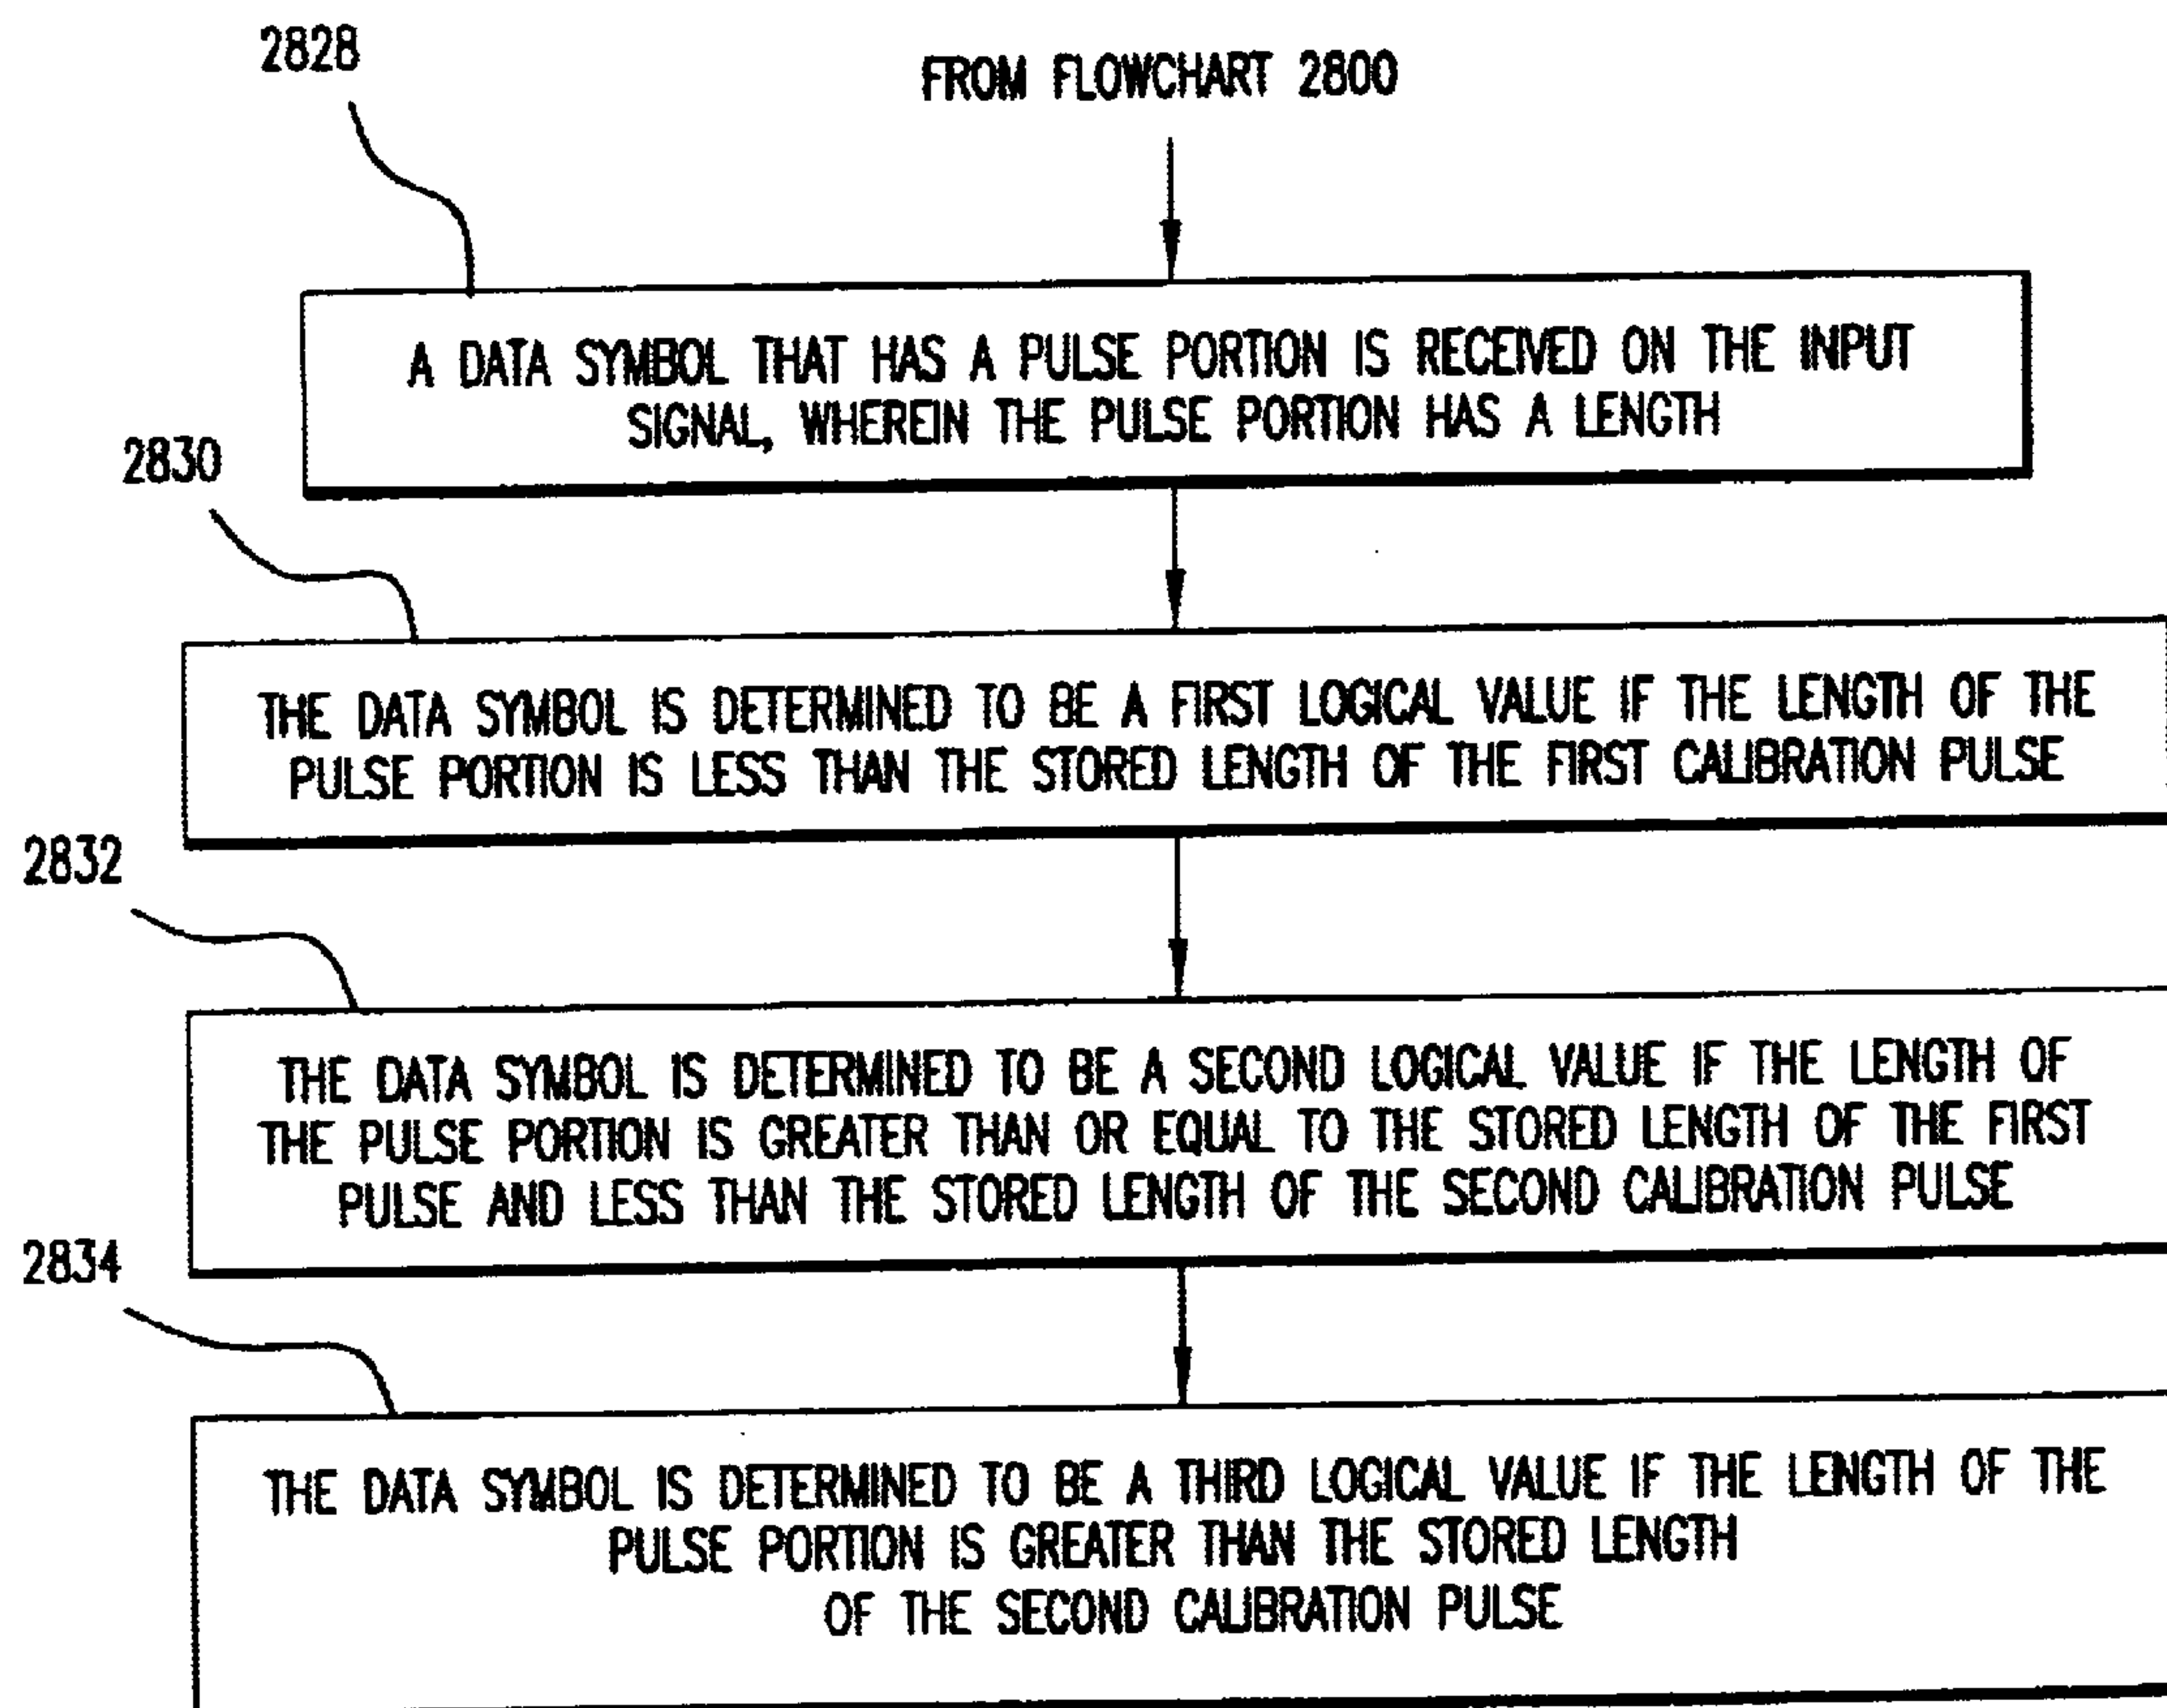 2828
FROM FLOWCHART 2800
A DATA SYMBOL THAT HAS A PULSE PORTION IS RECEIVED ON THE INPUT
SIGNAL, WHEREIN THE PULSE PORTION HAS A LENGTH
2830
THE DATA SYMBOL IS DETERMINED TO BE A FIRST LOGICAL VALUE IF THE LENGTH OF THE
PULSE PORTION IS LESS THAN THE STORED LENGTH OF THE FIRST CALIBRATION PULSE
2832
THE DATA SYMBOL IS DETERMINED TO BE A SECOND LOGICAL VALUE IF THE LENGTH OF
THE PULSE PORTION IS GREATER THAN OR EQUAL TO THE STORED LENGTH OF THE FIRST
PULSE AND LESS THAN THE STORED LENGTH OF THE SECOND CALIBRATION PULSE
2834
THE DATA SYMBOL IS DETERMINED TO BE A THIRD LOGICAL VALUE IF THE LENGTH OF THE
PULSE PORTION IS GREATER THAN THE STORED LENGTH
OF THE SECOND CALIBRATION PULSE